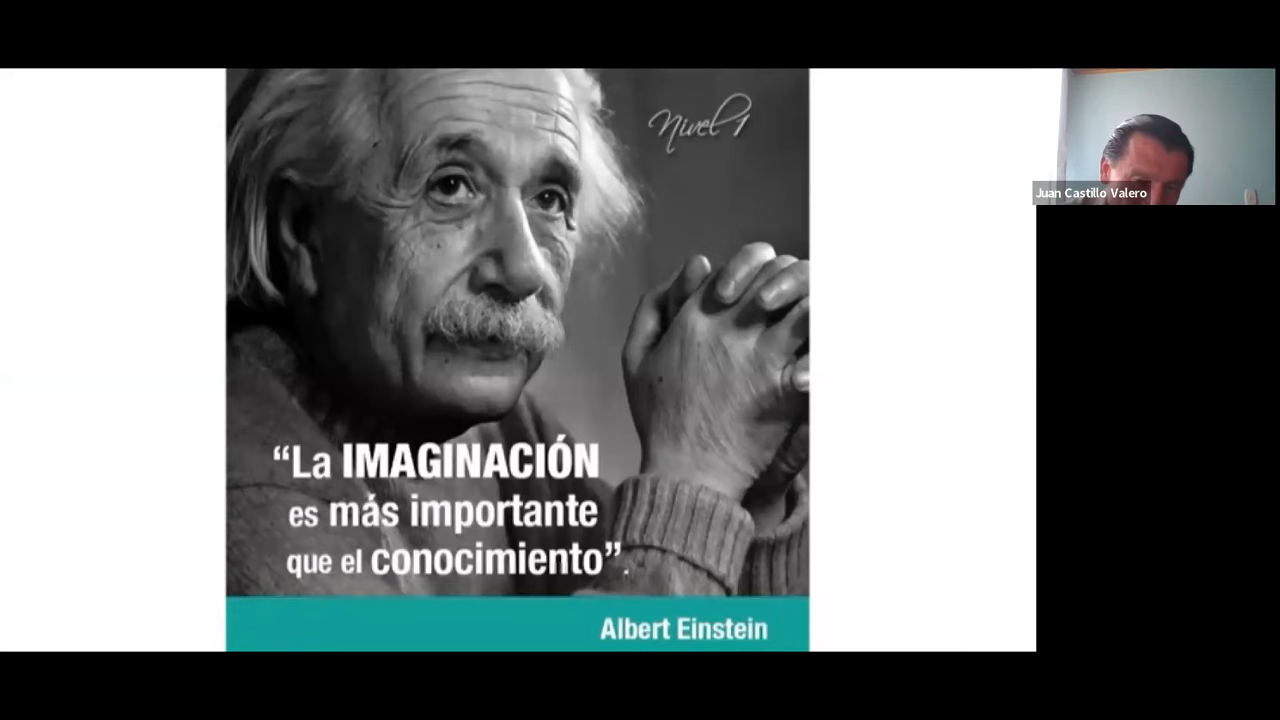 Nivel 1
Juan Castillo Valero
“La IMAGINACIÓN
es más importante
que el conocimiento”.
Albert Einstein